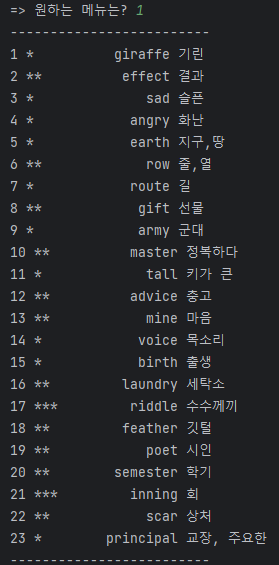 => 원하는 메뉴는? 1
-------------------------
1 * giraffe 기린
2 ** effect 결과
3 * sad 슬픈
4 * angry 화난
5 * earth 지구,땅
6 ** row 줄,열
7 * route 길
8 ** gift 선물
9 * army 군대
10 ** master 정복하다
11 * tall 키가 큰
12 ** advice 충고
13 ** mine 마음
14 * voice 목소리
15 * birth 출생
16 ** laundry 세탁소
17 *** riddle 수수께끼
18 ** feather 깃털
19 ** poet 시인
20 ** semester 학기
21 *** inning 회
22 ** scar 상처
23 * principal 교장, 주요한
-------------------------